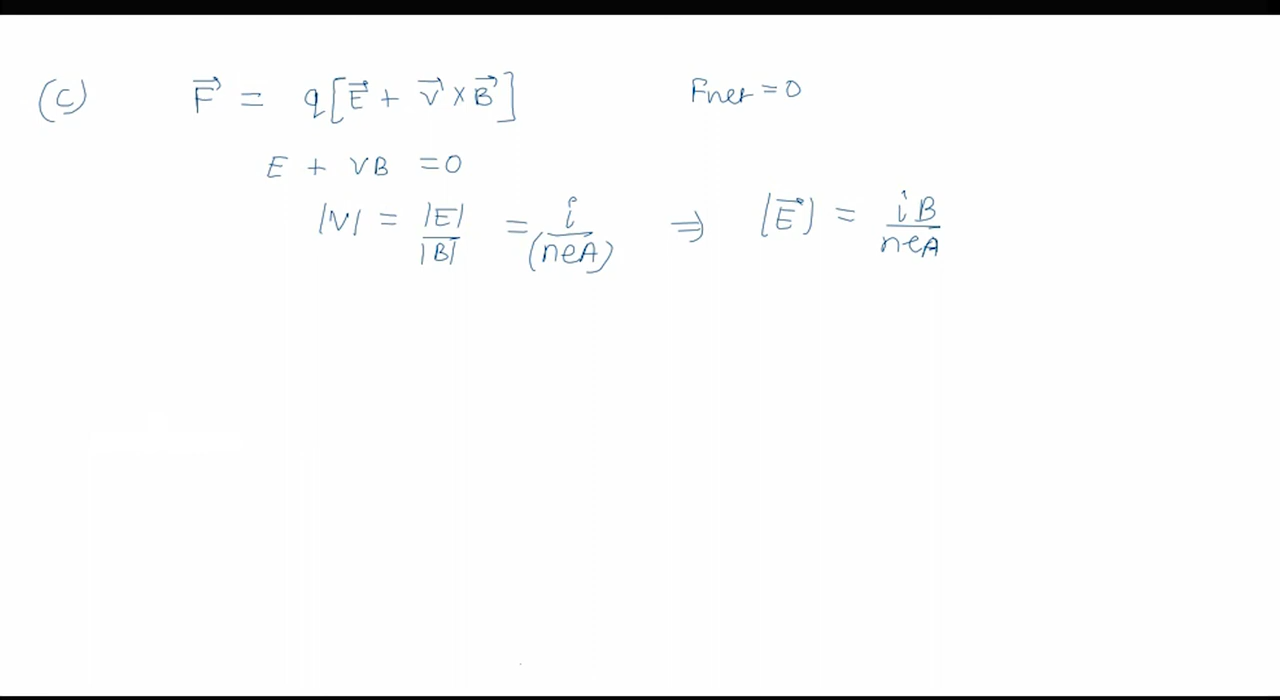 (c) F⃗ = q[E⃗ + v⃗ × B⃗] Fnet = 0
E + VB = 0
|V| = |E|/|B| = i/(neA) ⇒ |E⃗| = iB/neA